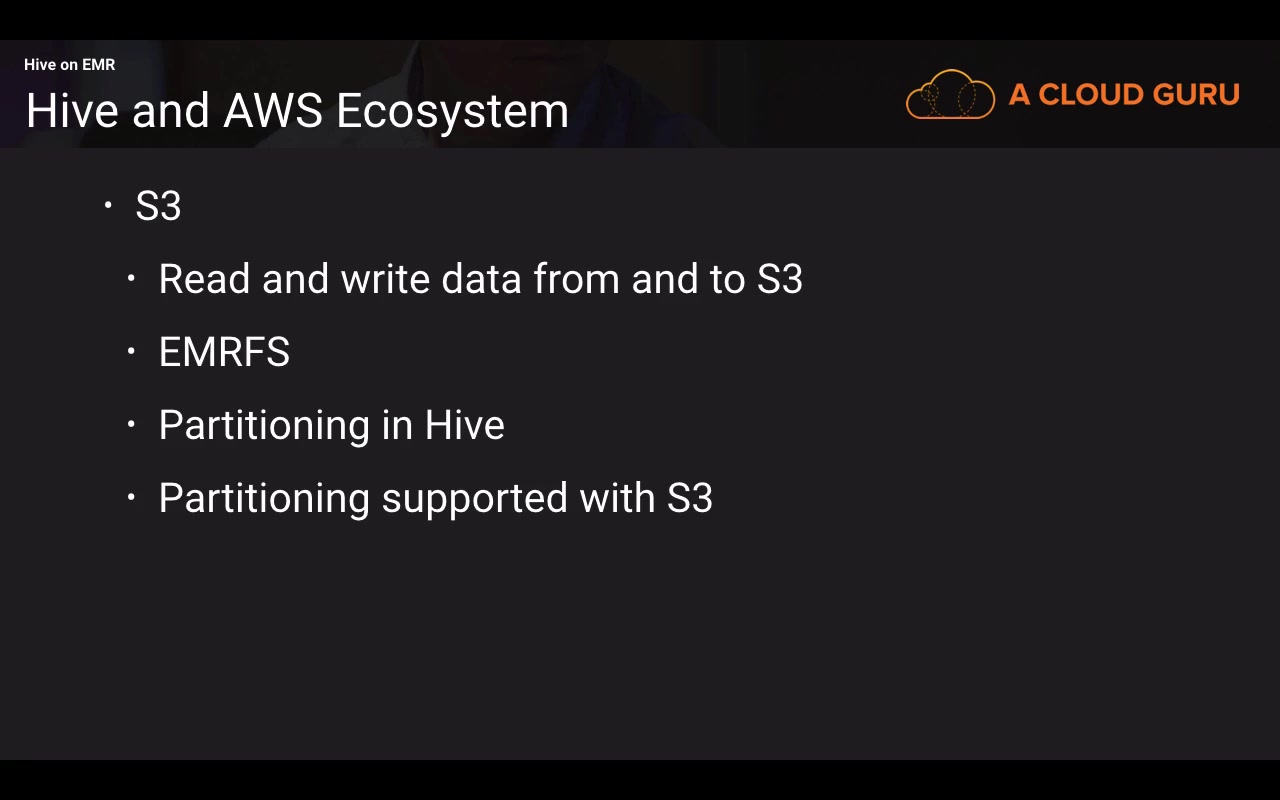 Hive on EMR
Hive and AWS Ecosystem
A CLOUD GURU
• S3
• Read and write data from and to S3
• EMRFS
• Partitioning in Hive
• Partitioning supported with S3